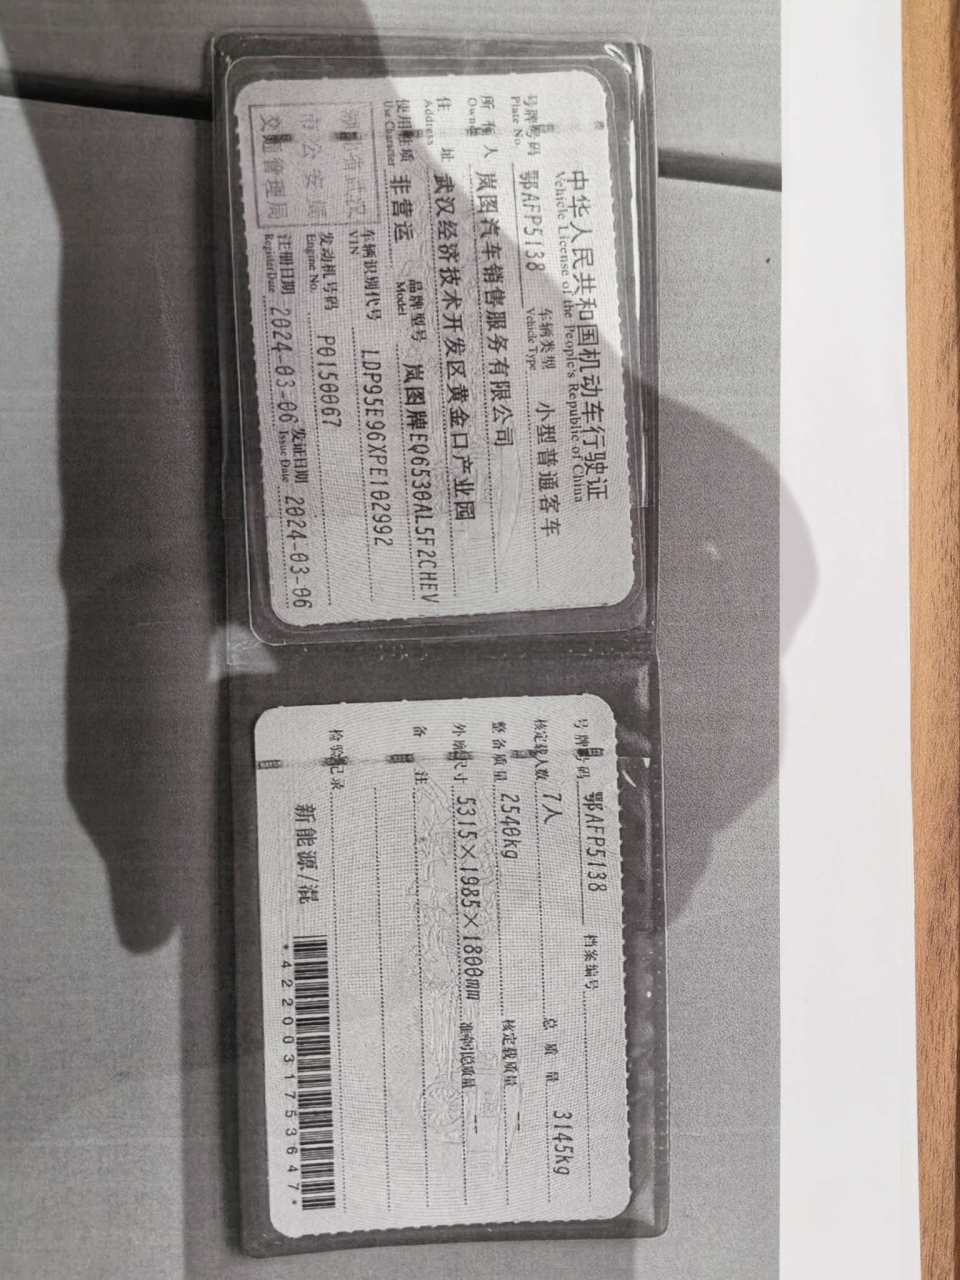 中华人民共和国机动车行驶证
Vehicle License of the People's Republic of China
号牌号码 鄂AFP5138 车辆类型 小型普通客车
Plate No. Vehicle Type
所有人 岚图汽车销售服务有限公司
Owner
住址 武汉经济技术开发区黄金口产业园
Address
使用性质 非营运 品牌型号 岚图牌EQ6530AL5F2CHEV
Use Character Model
湖北省武汉市公安局交通管理局
车辆识别代号 LDP95E96XPE102992
VIN
发动机号码 P0150067
Engine No.
注册日期 2024-03-06 发证日期 2024-03-06
Register Date Issue Date
号牌号码 鄂AFP5138 档案编号
核定载人数 7人 总质量 3145kg
整备质量 2540kg 核定载质量 --
外廓尺寸 5315×1985×1800mm 准牵引总质量 --
备注
检验记录
新能源/混
*4220031753647*